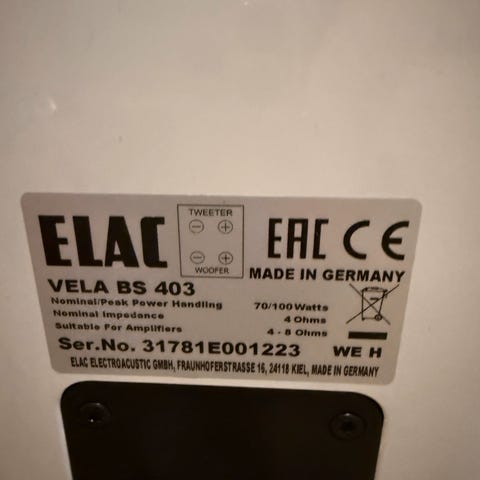 ELAC
TWEETER
WOOFER
EAC CE
MADE IN GERMANY
VELA BS 403
Nominal/Peak Power Handling 70/100 Watts
Nominal Impedance 4 Ohms
Suitable For Amplifiers 4 - 8 Ohms
Ser.No. 31781E001223 WE H
ELAC ELECTROACUSTIC GMBH, FRAUNHOFERSTRASSE 16, 24118 KIEL, MADE IN GERMANY